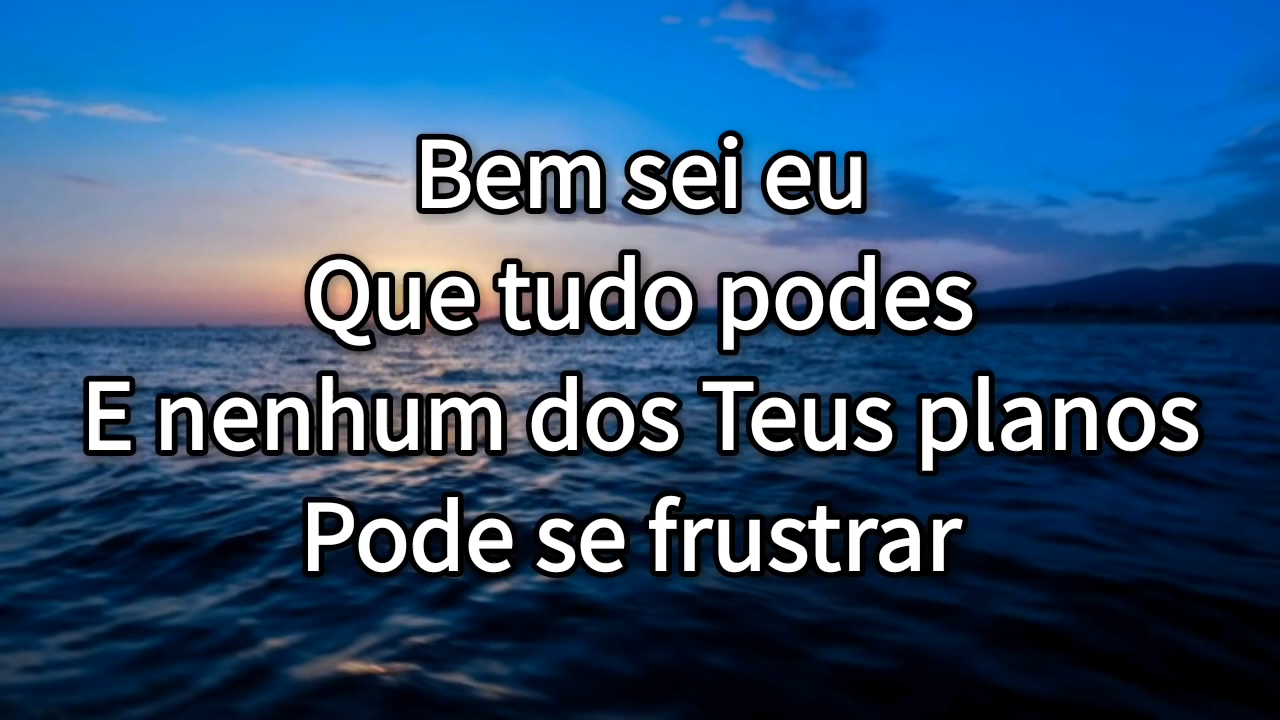 Bem sei eu
Que tudo podes
E nenhum dos Teus planos
Pode se frustrar